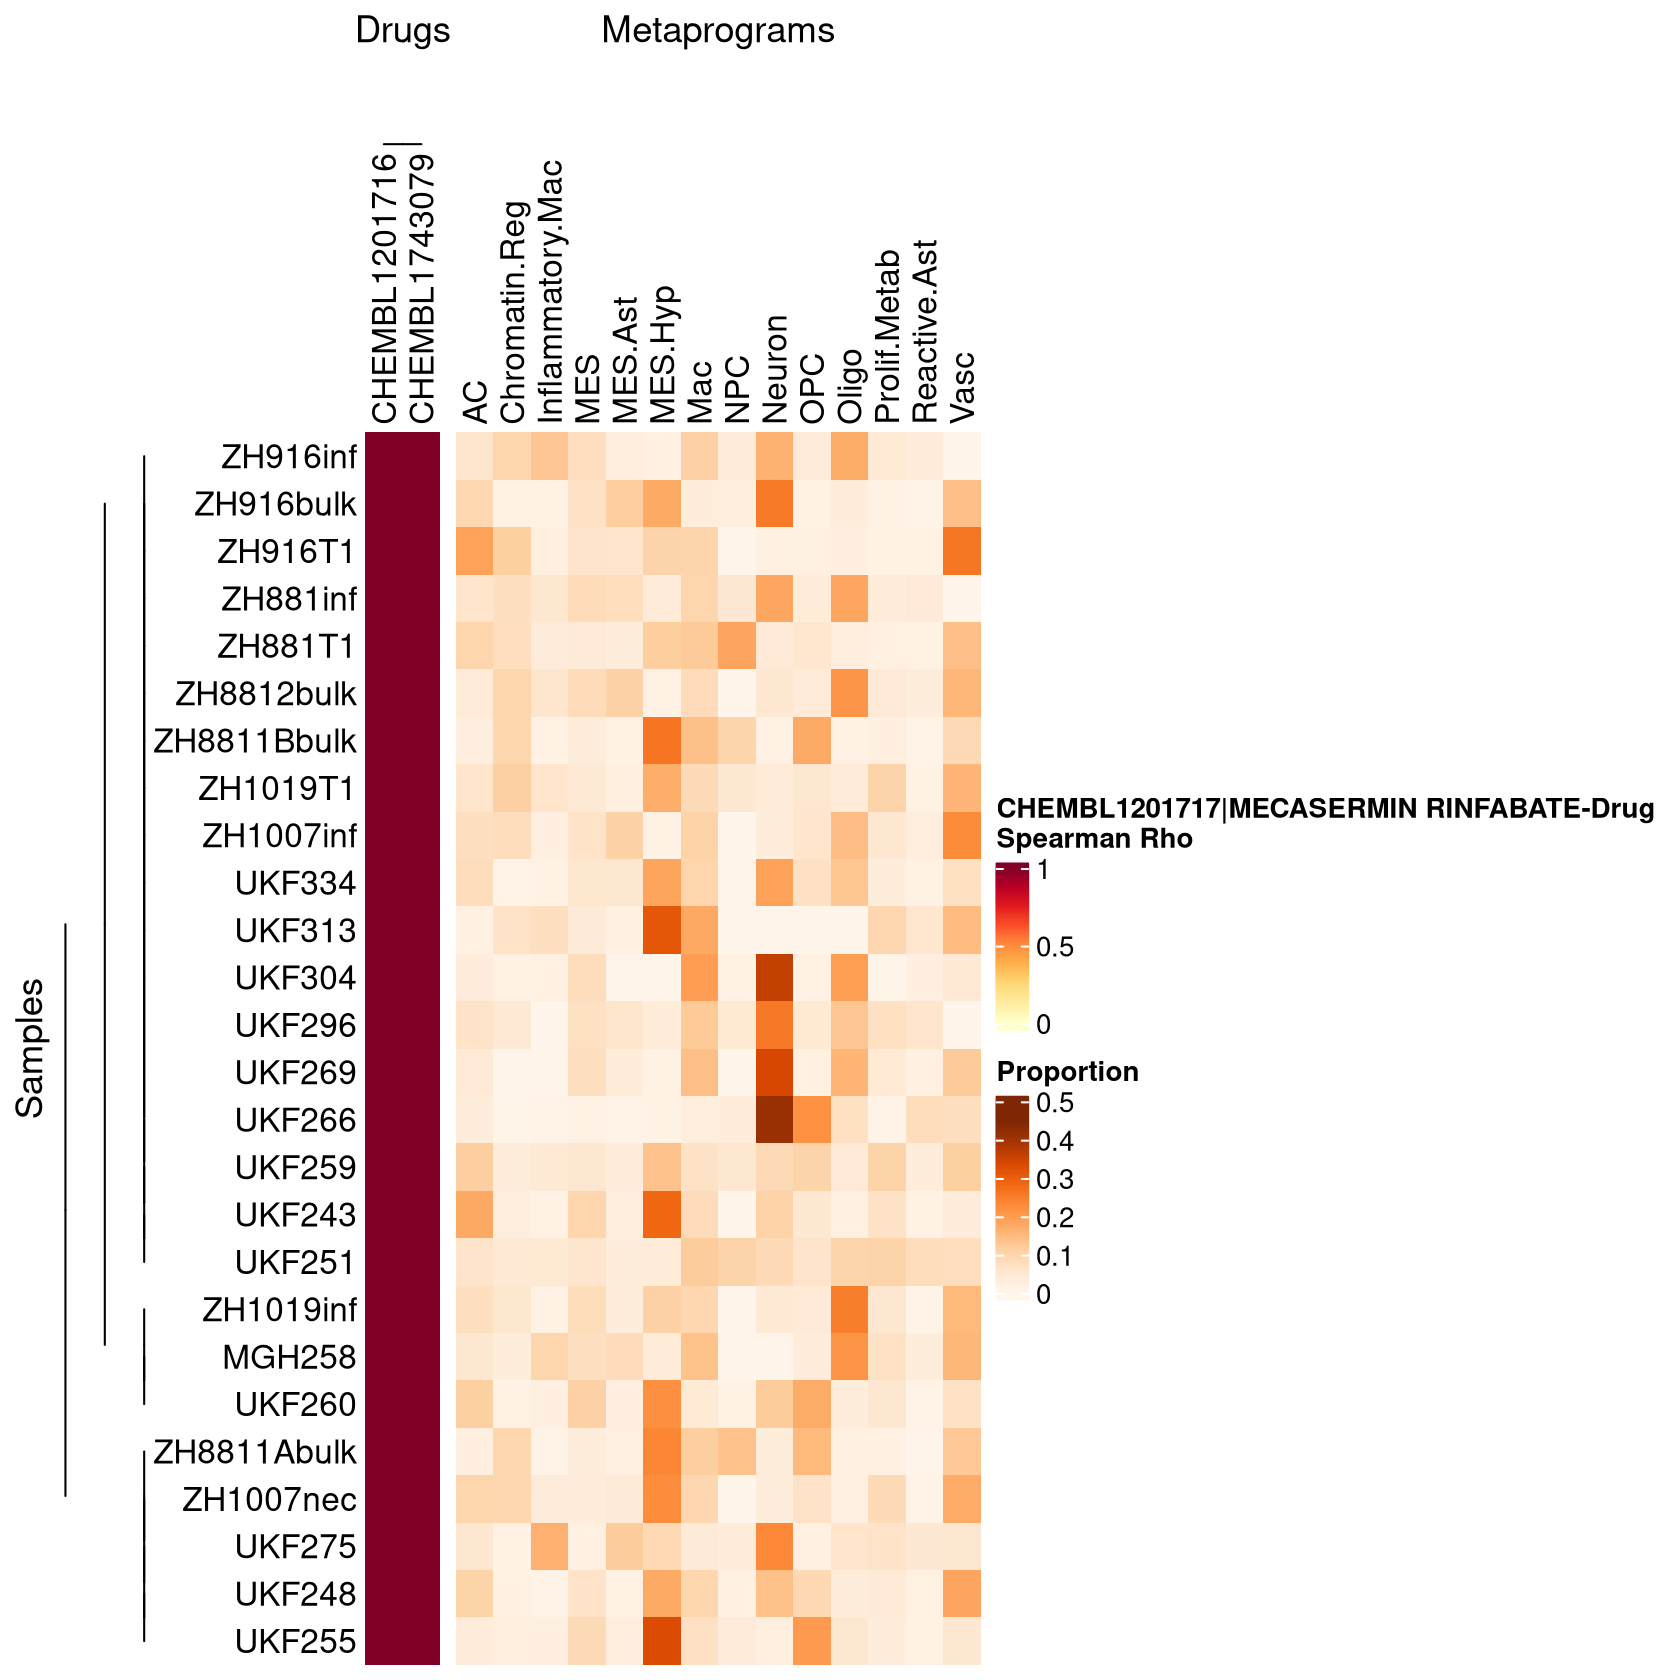 Drugs
Metaprograms
CHEMBL1201716|
CHEMBL1743079|
AC
Chromatin.Reg
Inflammatory.Mac
MES
MES.Ast
MES.Hyp
Mac
NPC
Neuron
OPC
Oligo
Prolif.Metab
Reactive.Ast
Vasc
Samples
ZH916inf
ZH916bulk
ZH916T1
ZH881inf
ZH881T1
ZH8812bulk
ZH8811Bbulk
ZH1019T1
ZH1007inf
UKF334
UKF313
UKF304
UKF296
UKF269
UKF266
UKF259
UKF243
UKF251
ZH1019inf
MGH258
UKF260
ZH8811Abulk
ZH1007nec
UKF275
UKF248
UKF255
CHEMBL1201717|MECASERMIN RINFABATE-Drug
Spearman Rho
1
0.5
0
Proportion
0.5
0.4
0.3
0.2
0.1
0